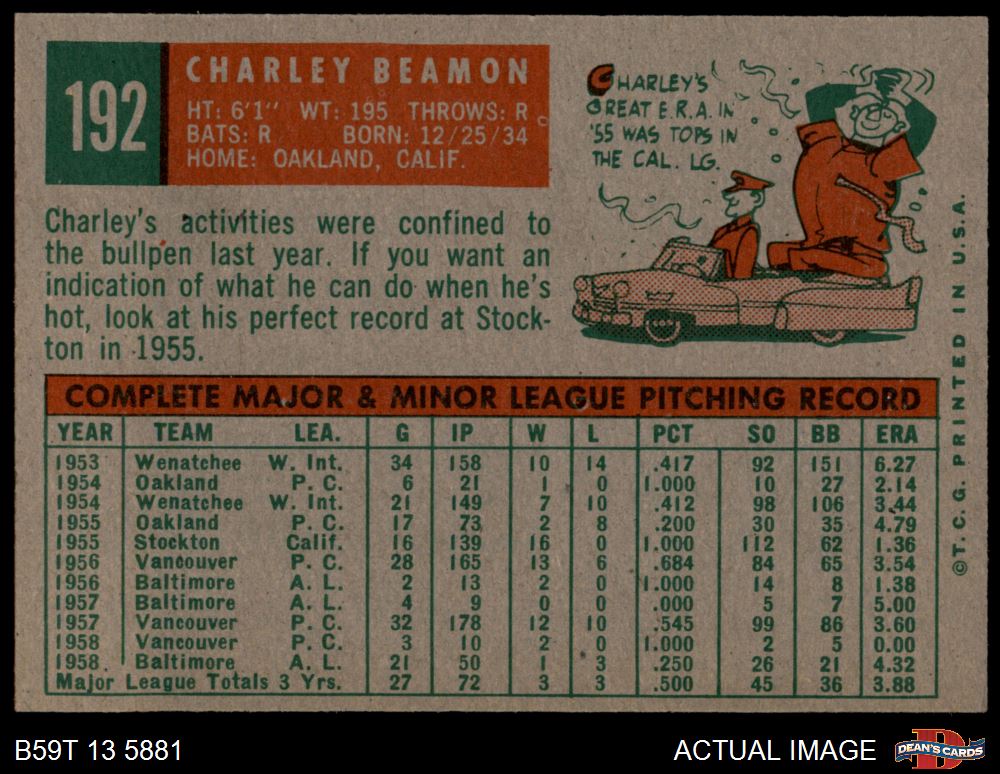 192
CHARLEY BEAMON
HT: 6'1" WT: 195 THROWS: R
BATS: R BORN: 12/25/34
HOME: OAKLAND, CALIF.
CHARLEY'S
GREAT E.R.A. IN
'55 WAS TOPS IN
THE CAL. LG.
Charley's activities were confined to
the bullpen last year. If you want an
indication of what he can do when he's
hot, look at his perfect record at Stock-
ton in 1955.
COMPLETE MAJOR & MINOR LEAGUE PITCHING RECORD
YEAR TEAM LEA. G IP W L PCT SO BB ERA
1953 Wenatchee W. Int. 34 158 10 14 .417 92 151 6.27
1954 Oakland P. C. 6 21 1 0 1.000 10 27 2.14
1954 Wenatchee W. Int. 21 149 7 10 .412 98 106 3.44
1955 Oakland P. C. 17 73 2 8 .200 30 35 4.79
1955 Stockton Calif. 16 139 16 0 1.000 112 62 1.36
1956 Vancouver P. C. 28 165 13 6 .684 84 65 3.54
1956 Baltimore A. L. 2 13 2 0 1.000 14 8 1.38
1957 Baltimore A. L. 4 9 0 0 .000 5 7 5.00
1957 Vancouver P. C. 32 178 12 10 .545 99 86 3.60
1958 Vancouver P. C. 3 10 2 0 1.000 2 5 0.00
1958 Baltimore A. L. 21 50 1 3 .250 26 21 4.32
Major League Totals 3 Yrs. 27 72 3 3 .500 45 36 3.88
©T. C. G. PRINTED IN U.S.A.
B59T 13 5881
ACTUAL IMAGE
D
DEAN'S CARDS